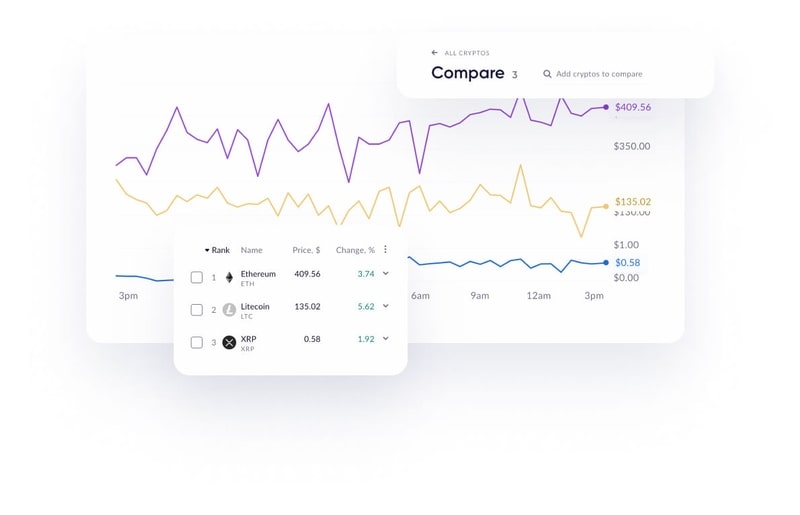 ALL CRYPTOS
Compare 3
Add cryptos to compare
$409.56
$350.00
$135.02
$130.00
$1.00
$0.58
$0.00
Rank Name Price, $ Change, %
1 Ethereum 409.56 3.74
ETH
2 Litecoin 135.02 5.62
LTC
3 XRP 0.58 1.92
XRP
3pm 6am 9am 12am 3pm